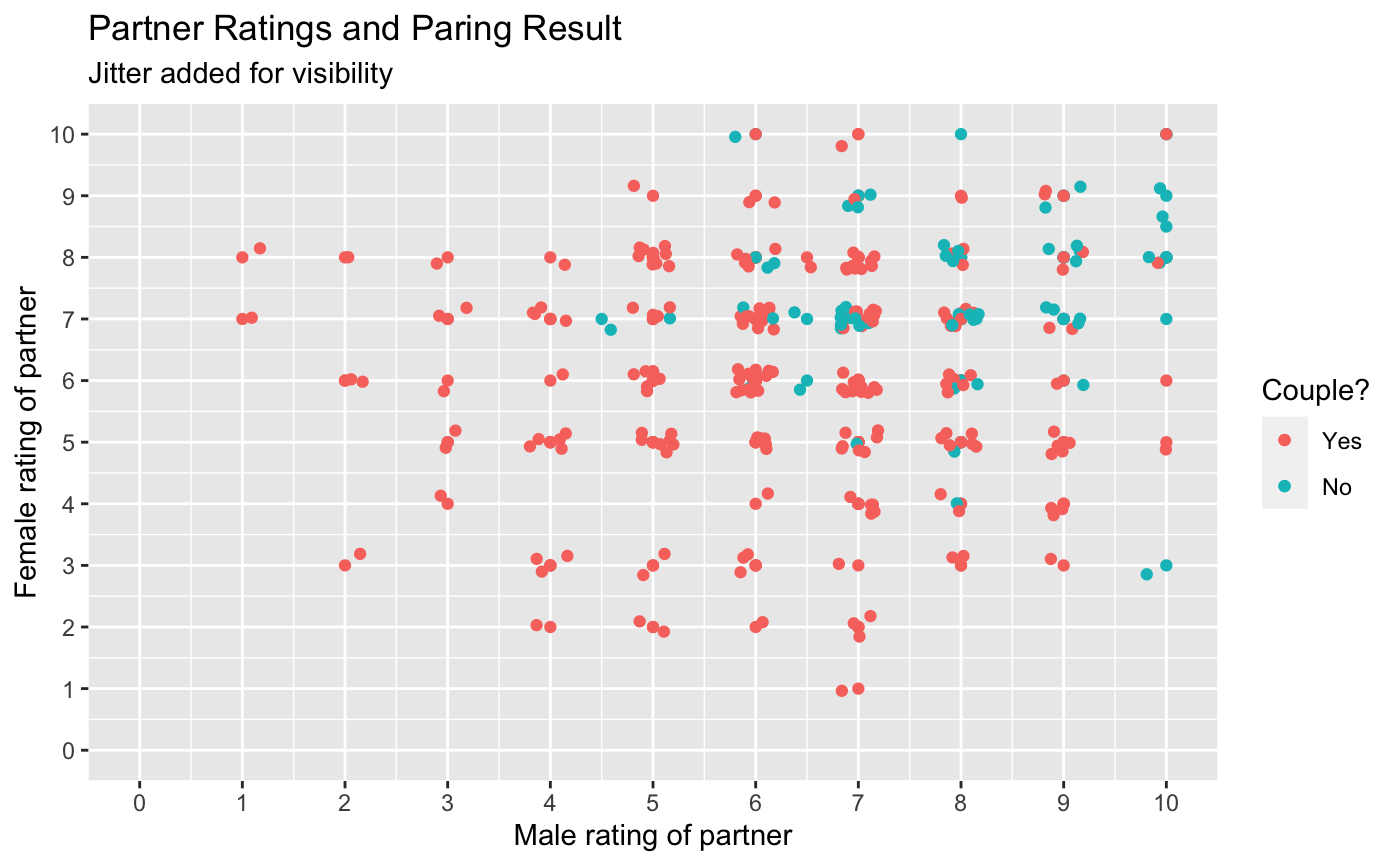 Partner Ratings and Paring Result
Jitter added for visibility
10
9
8
7
6
5
4
3
2
1
0
Female rating of partner
0 1 2 3 4 5 6 7 8 9 10
Male rating of partner
Couple?
Yes
No